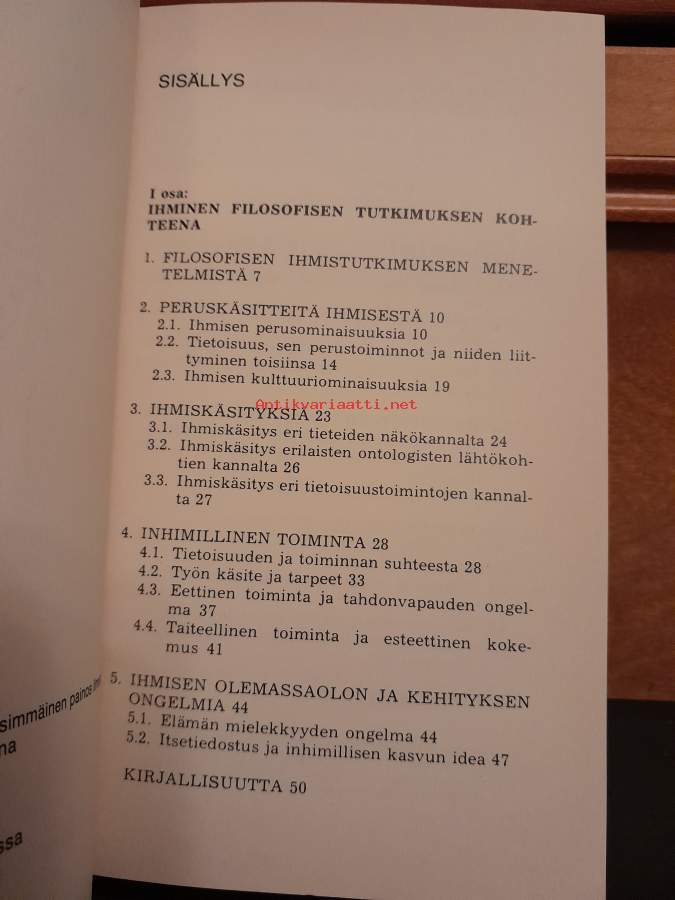 SISÄLLYS
I osa:
IHMINEN FILOSOFISEN TUTKIMUKSEN KOH-
TEENA
1. FILOSOFISEN IHMISTUTKIMUKSEN MENE-
TELMISTÄ 7
2. PERUSKÄSITTEITÄ IHMISESTÄ 10
2.1. Ihmisen perusominaisuuksia 10
2.2. Tietoisuus, sen perustoiminnot ja niiden liit-
tyminen toisiinsa 14
2.3. Ihmisen kulttuuriominaisuuksia 19
Antikvariaatti.net
3. IHMISKÄSITYKSIÄ 23
3.1. Ihmiskäsitys eri tieteiden näkökannalta 24
3.2. Ihmiskäsitys erilaisten ontologisten lähtökoh-
tien kannalta 26
3.3. Ihmiskäsitys eri tietoisuustoimintojen kannal-
ta 27
4. INHIMILLINEN TOIMINTA 28
4.1. Tietoisuuden ja toiminnan suhteesta 28
4.2. Työn käsite ja tarpeet 33
4.3. Eettinen toiminta ja tahdonvapauden ongel-
ma 37
4.4. Taiteellinen toiminta ja esteettinen koke-
mus 41
5. IHMISEN OLEMASSAOLON JA KEHITYKSEN
ONGELMIA 44
5.1. Elämän mielekkyyden ongelma 44
5.2. Itsetiedostus ja inhimillisen kasvun idea 47
KIRJALLISUUTTA 50
simmäinen painos
na
ssa